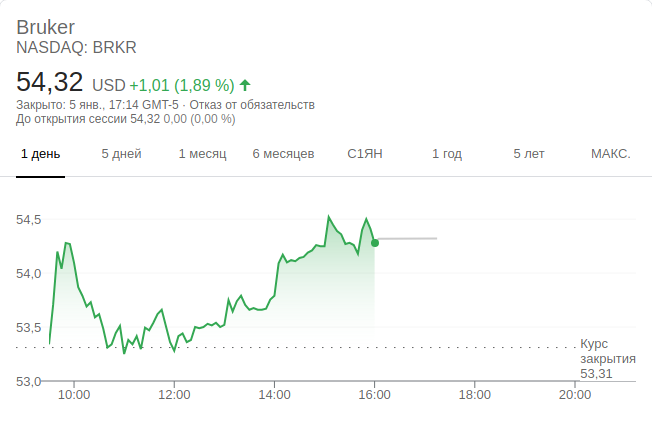 Bruker
NASDAQ: BRKR
54,32 USD +1,01 (1,89 %)
Закрыто: 5 янв., 17:14 GMT-5 · Отказ от обязательств
До открытия сессии 54,32 0,00 (0,00 %)
1 день 5 дней 1 месяц 6 месяцев С1ЯН 1 год 5 лет МАКС.
54,5
54,0
53,5
Курс
закрытия
53,31
53,0
10:00 12:00 14:00 16:00 18:00 20:00